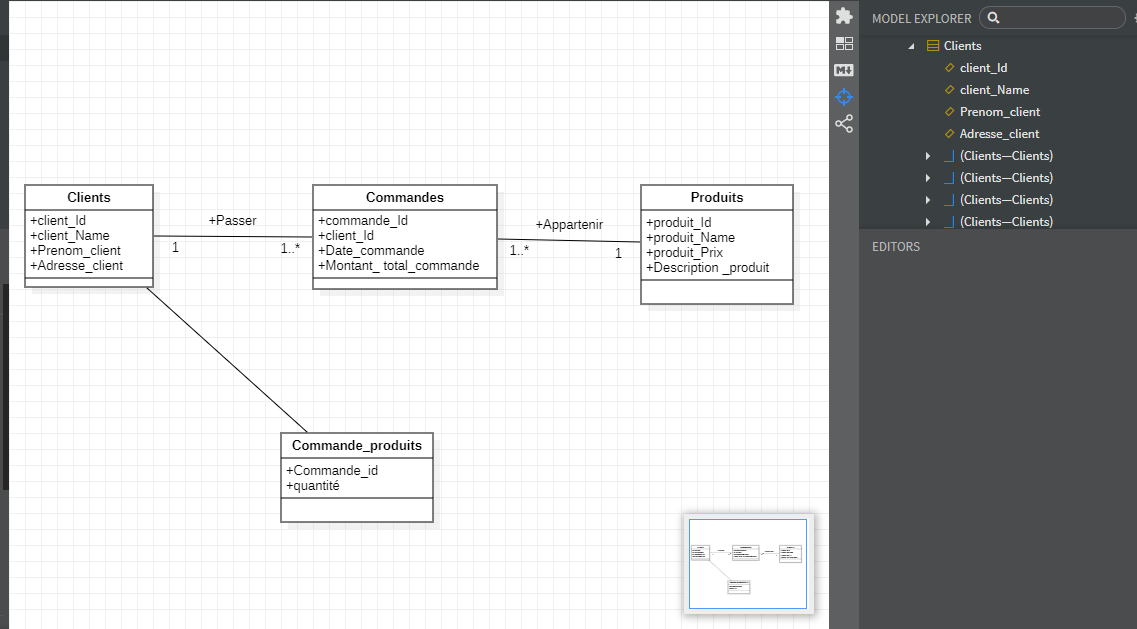 MODEL EXPLORER
Clients
client_Id
client_Name
Prenom_client
Adresse_client
(Clients—Clients)
(Clients—Clients)
(Clients—Clients)
(Clients—Clients)
EDITORS
M
Clients
+client_Id
+client_Name
+Prenom_client
+Adresse_client
+Passer
1
1..*
Commandes
+commande_Id
+client_Id
+Date_commande
+Montant_ total_commande
+Appartenir
1..*
1
Produits
+produit_Id
+produit_Name
+produit_Prix
+Description _produit
Commande_produits
+Commande_id
+quantité